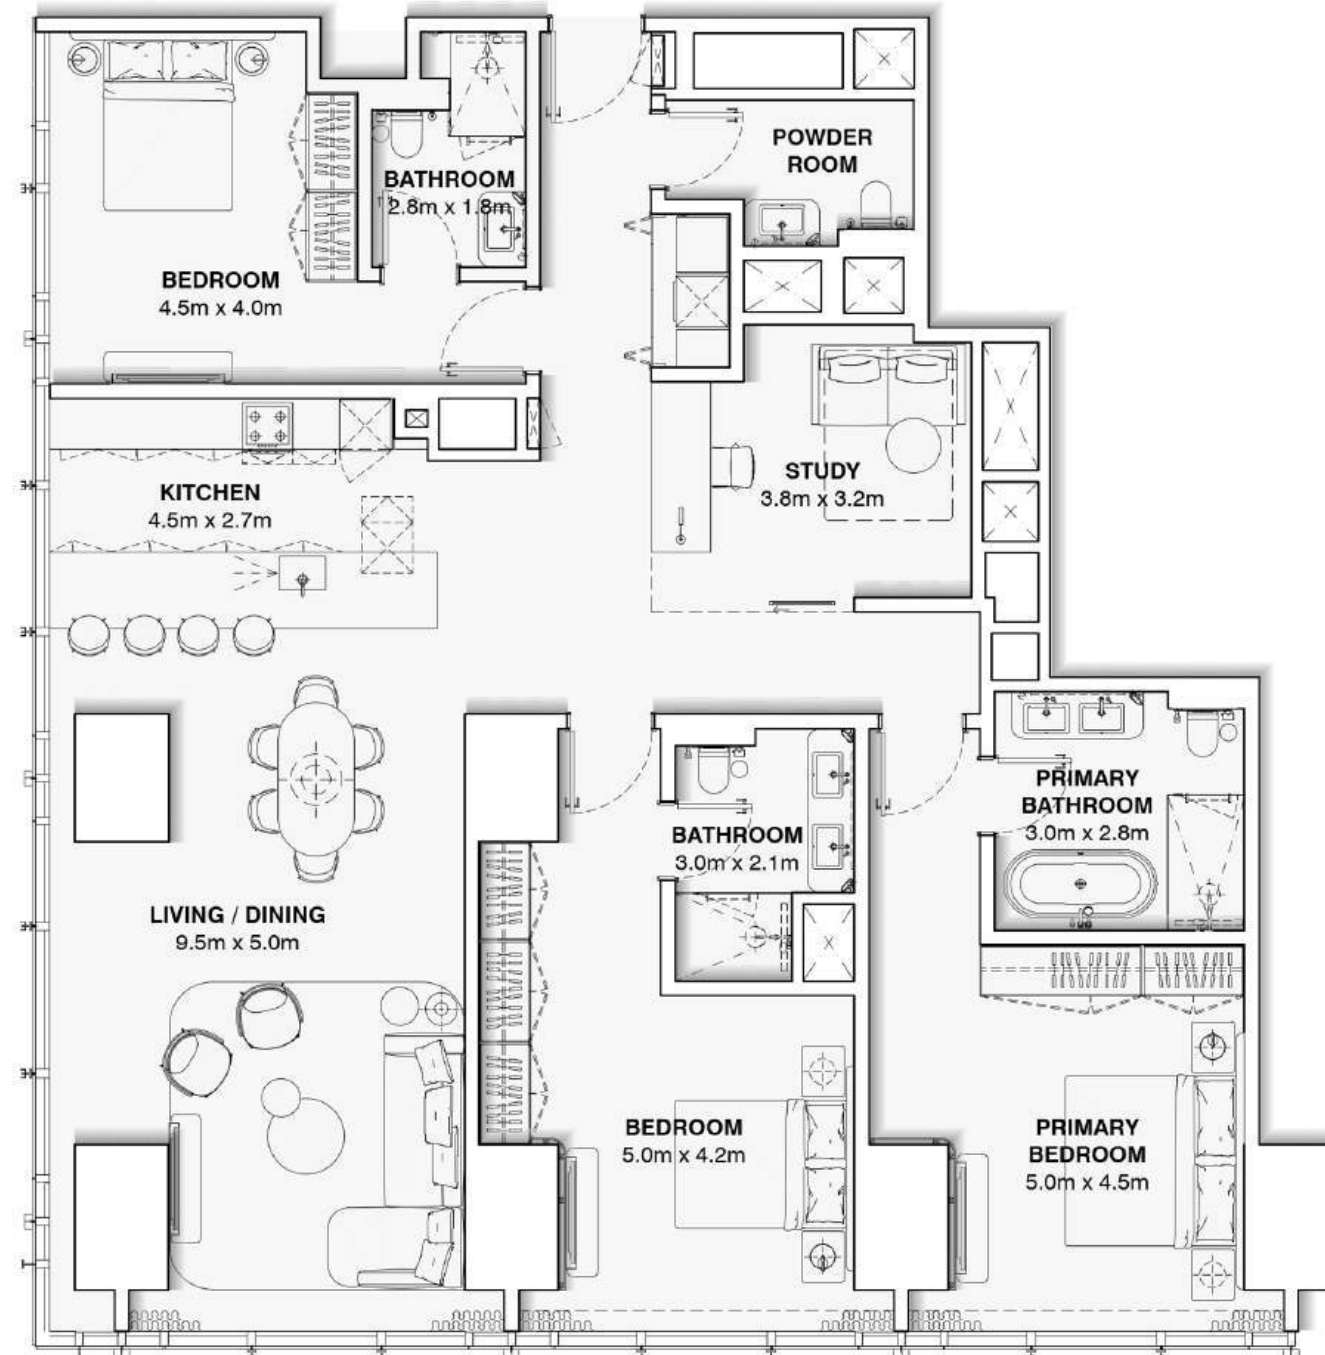 POWDER
ROOM
BATHROOM
2.8m x 1.8m
BEDROOM
4.5m x 4.0m
STUDY
3.8m x 3.2m
KITCHEN
4.5m x 2.7m
PRIMARY
BATHROOM
3.0m x 2.8m
BATHROOM
3.0m x 2.1m
LIVING / DINING
9.5m x 5.0m
BEDROOM
5.0m x 4.2m
PRIMARY
BEDROOM
5.0m x 4.5m